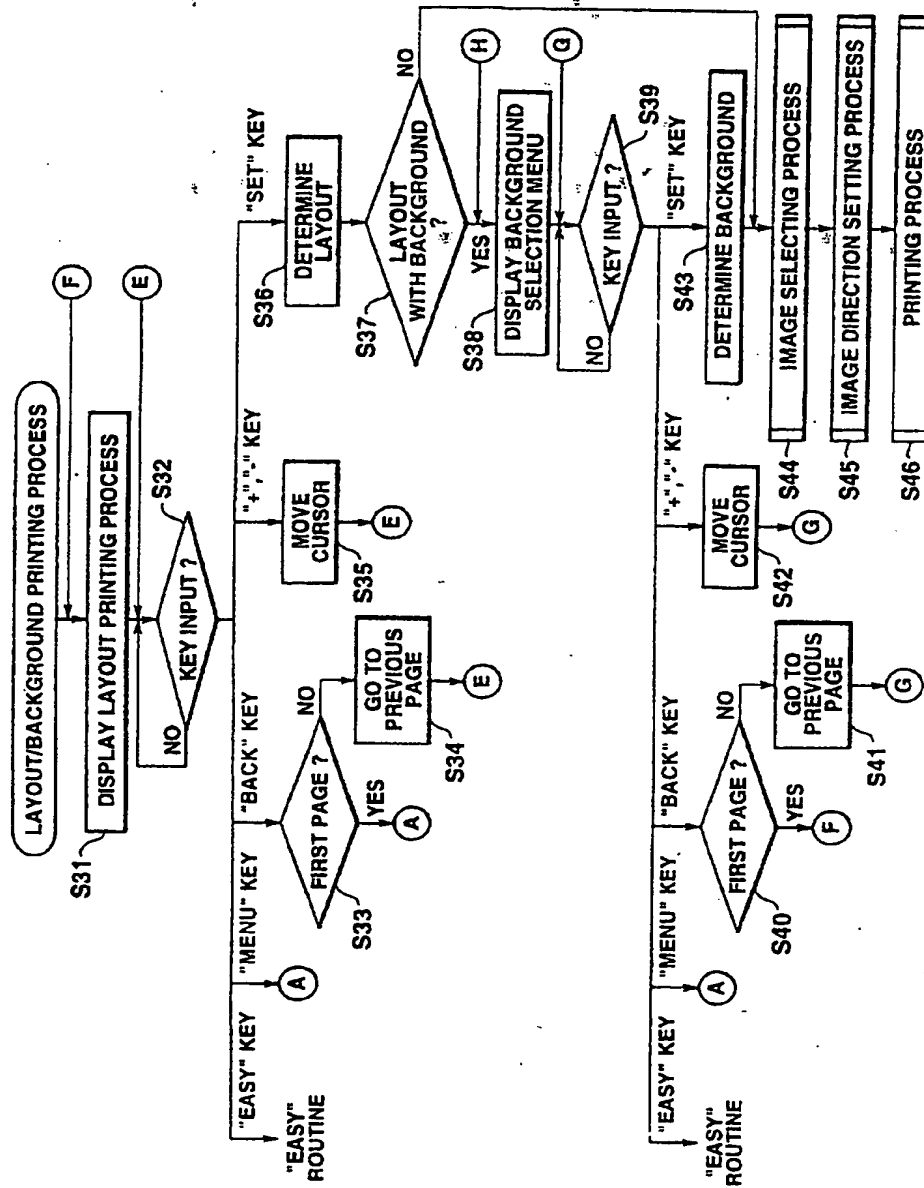 LAYOUT/BACKGROUND PRINTING PROCESS
F
S31
DISPLAY LAYOUT PRINTING PROCESS
E
S32
KEY INPUT ?
NO
"EASY" KEY
"MENU" KEY
"BACK" KEY
"+","-" KEY
"SET" KEY
"EASY"
ROUTINE
A
S33
FIRST PAGE ?
NO
YES
A
GO TO
PREVIOUS
PAGE
S34
E
MOVE
CURSOR
S35
E
S36
DETERMINE
LAYOUT
S37
LAYOUT
WITH BACKGROUND
?
NO
YES
H
S38
DISPLAY BACKGROUND
SELECTION MENU
G
S39
KEY INPUT ?
NO
"EASY" KEY
"MENU" KEY
"BACK" KEY
"+","-" KEY
"SET" KEY
"EASY"
ROUTINE
A
S40
FIRST PAGE ?
NO
YES
F
GO TO
PREVIOUS
PAGE
S41
G
MOVE
CURSOR
S42
G
S43
DETERMINE BACKGROUND
S44
IMAGE SELECTING PROCESS
S45
IMAGE DIRECTION SETTING PROCESS
S46
PRINTING PROCESS